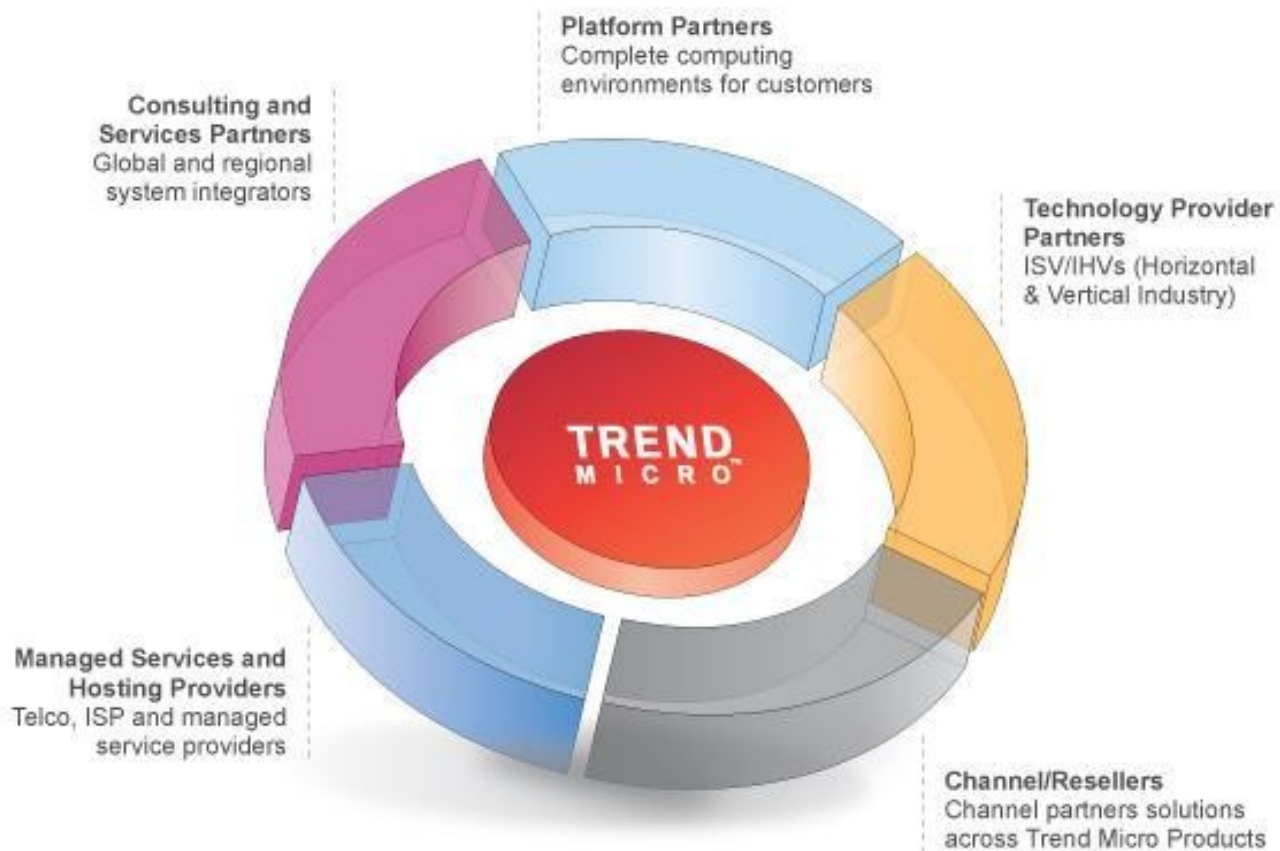 Platform Partners
Complete computing
environments for customers
Consulting and
Services Partners
Global and regional
system integrators
Technology Provider
Partners
ISV/IHVs (Horizontal
& Vertical Industry)
TREND
MICRO™
Managed Services and
Hosting Providers
Telco, ISP and managed
service providers
Channel/Resellers
Channel partners solutions
across Trend Micro Products